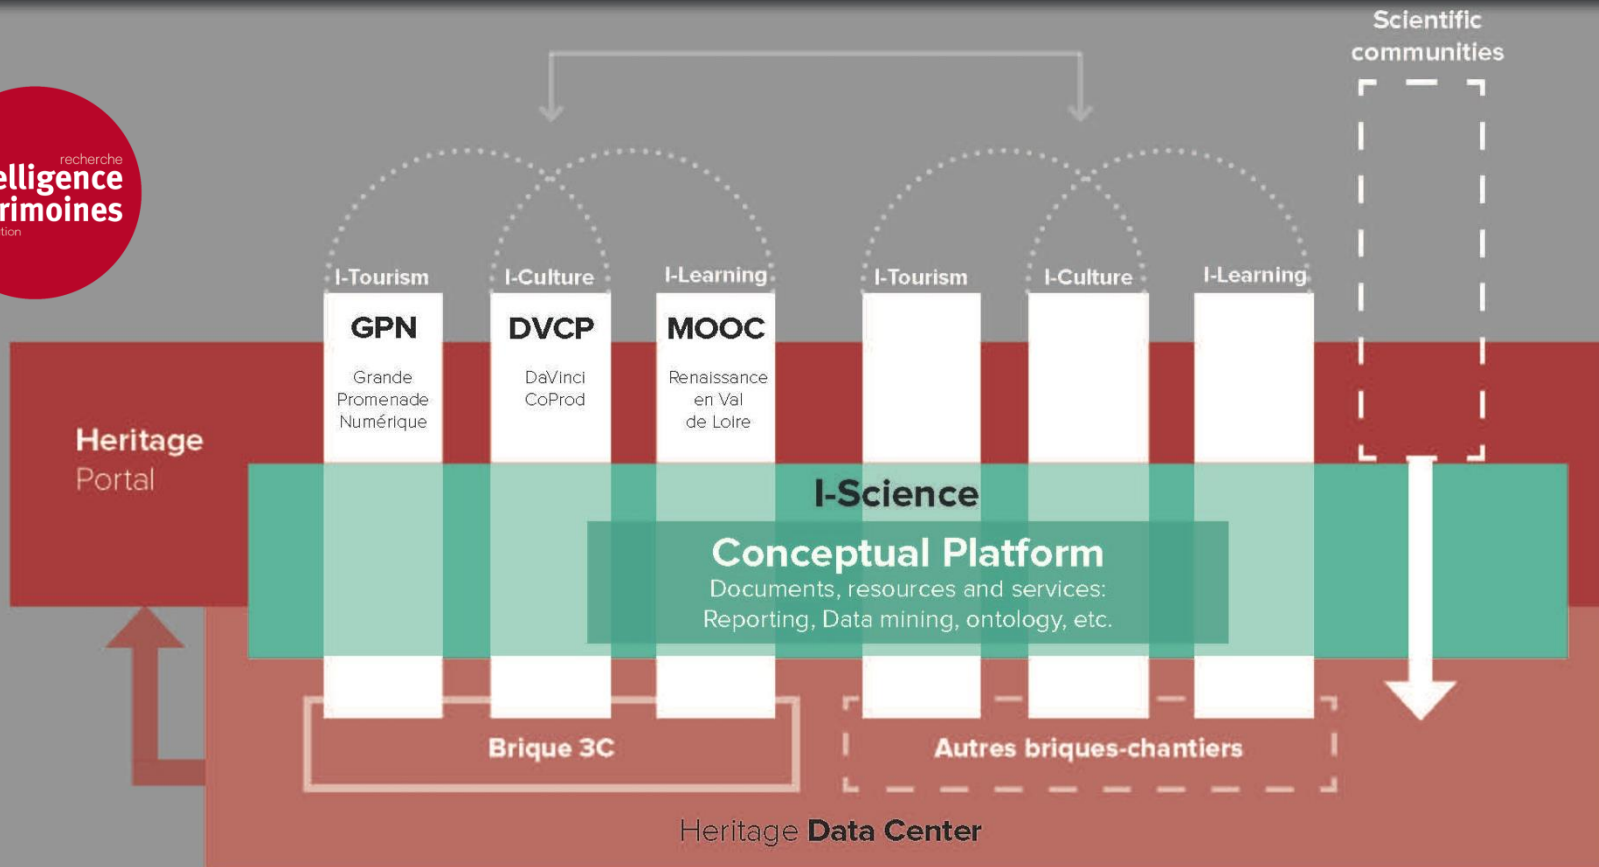 Scientific
communities
recherche
elligence
rimoines
tion
I-Tourism
I-Culture
I-Learning
I-Tourism
I-Culture
I-Learning
GPN
Grande
Promenade
Numérique
DVCP
DaVinci
CoProd
MOOC
Renaissance
en Val
de Loire
Heritage
Portal
I-Science
Conceptual Platform
Documents, resources and services:
Reporting, Data mining, ontology, etc.
Brique 3C
Autres briques-chantiers
Heritage Data Center